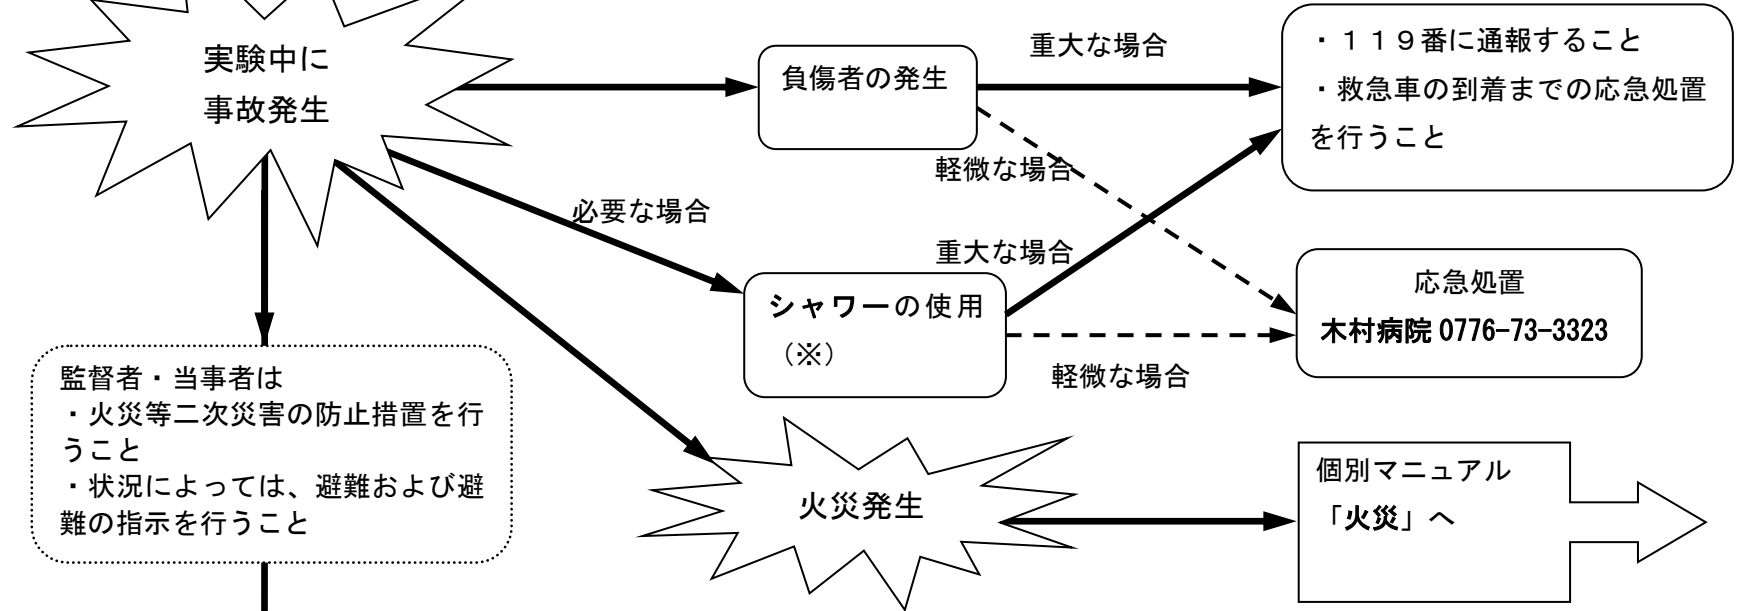 実験中に
事故発生
負傷者の発生
重大な場合
・１１９番に通報すること
・救急車の到着までの応急処置
を行うこと
軽微な場合
必要な場合
重大な場合
シャワーの使用
（※）
軽微な場合
応急処置
木村病院 0776-73-3323
監督者・当事者は
・火災等二次災害の防止措置を行
うこと
・状況によっては、避難および避
難の指示を行うこと
火災発生
個別マニュアル
「火災」へ